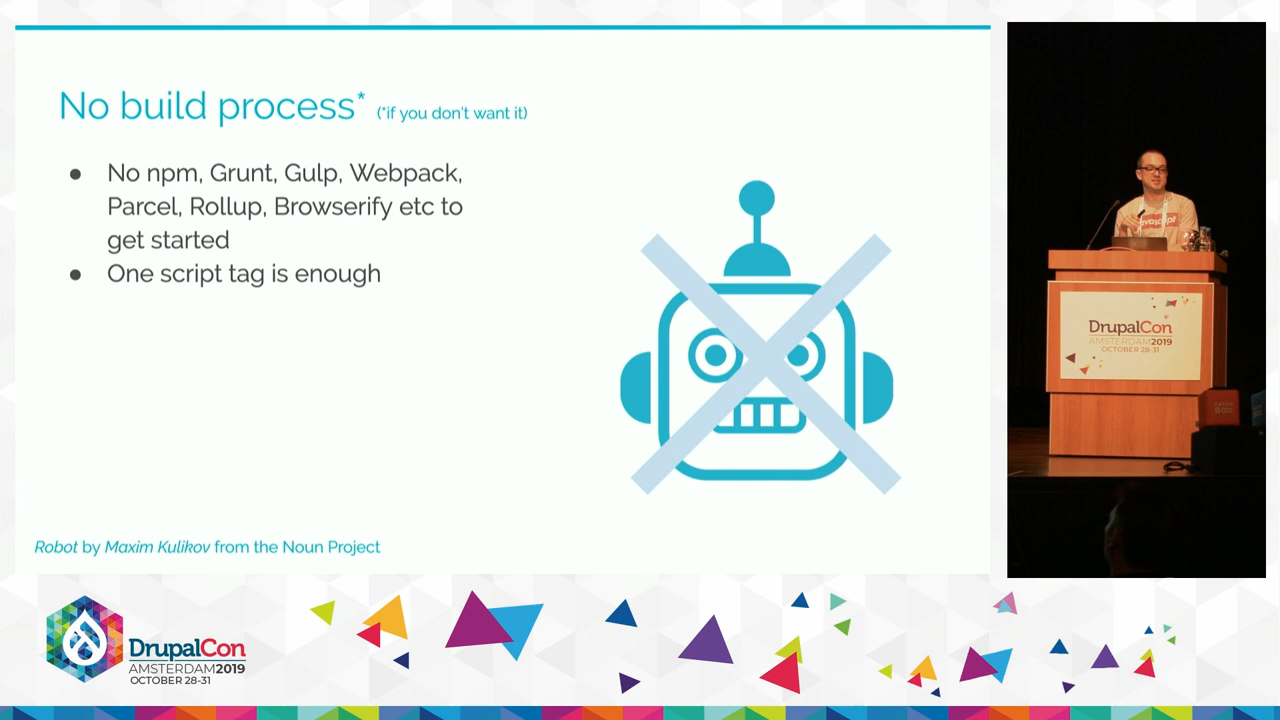 No build process* (*if you don't want it)
● No npm, Grunt, Gulp, Webpack,
Parcel, Rollup, Browserify etc to
get started
● One script tag is enough
Robot by Maxim Kulikov from the Noun Project
DrupalCon
AMSTERDAM2019
OCTOBER 28-31
DrupalCon
AMSTERDAM2019
OCTOBER 28-31
CATCH
BOX